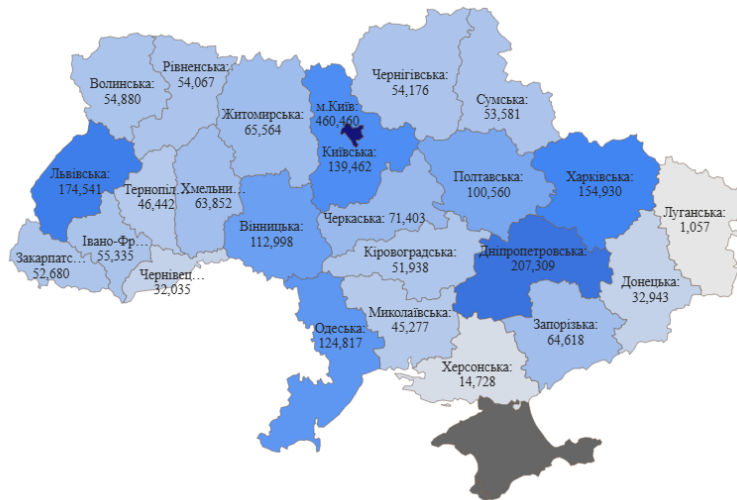 Рівненська:
54,067
Волинська:
54,880
Чернігівська:
54,176
Сумська:
53,581
Житомирська:
65,564
м.Київ:
460,460
Київська:
139,462
Львівська:
174,541
Тернопіл...
46,442
Хмельни...
63,852
Полтавська:
100,560
Харківська:
154,930
Луганська:
1,057
Вінницька:
112,998
Черкаська: 71,403
Івано-Фр...
55,335
Закарпатс...
52,680
Чернівец...
32,035
Кіровоградська:
51,938
Дніпропетровська:
207,309
Донецька:
32,943
Одеська:
124,817
Миколаївська:
45,277
Запорізька:
64,618
Херсонська:
14,728